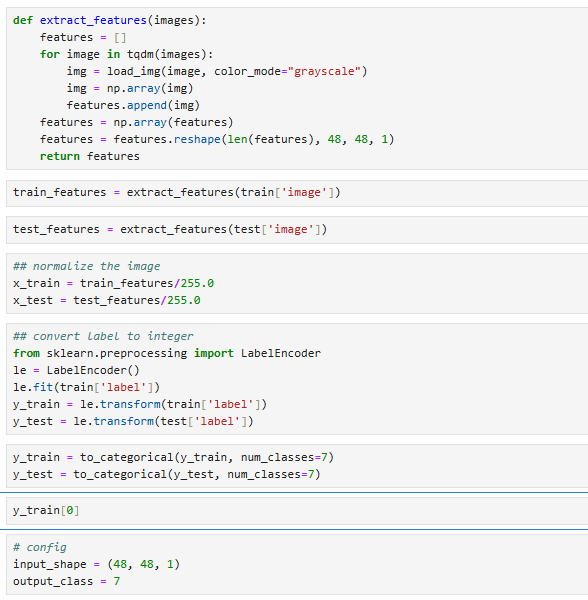 def extract_features(images):
    features = []
    for image in tqdm(images):
        img = load_img(image, color_mode="grayscale")
        img = np.array(img)
        features.append(img)
    features = np.array(features)
    features = features.reshape(len(features), 48, 48, 1)
    return features
train_features = extract_features(train['image'])
test_features = extract_features(test['image'])
## normalize the image
x_train = train_features/255.0
x_test = test_features/255.0
## convert label to integer
from sklearn.preprocessing import LabelEncoder
le = LabelEncoder()
le.fit(train['label'])
y_train = le.transform(train['label'])
y_test = le.transform(test['label'])
y_train = to_categorical(y_train, num_classes=7)
y_test = to_categorical(y_test, num_classes=7)
y_train[0]
# config
input_shape = (48, 48, 1)
output_class = 7